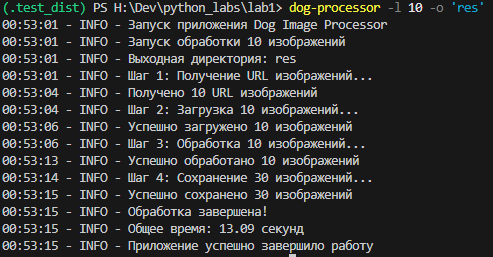 (.test_dist) PS H:\Dev\python_labs\lab1> dog-processor -l 10 -o 'res'
00:53:01 - INFO - Запуск приложения Dog Image Processor
00:53:01 - INFO - Запуск обработки 10 изображений
00:53:01 - INFO - Выходная директория: res
00:53:01 - INFO - Шаг 1: Получение URL изображений...
00:53:04 - INFO - Получено 10 URL изображений
00:53:04 - INFO - Шаг 2: Загрузка 10 изображений...
00:53:06 - INFO - Успешно загружено 10 изображений
00:53:06 - INFO - Шаг 3: Обработка 10 изображений...
00:53:13 - INFO - Успешно обработано 10 изображений
00:53:14 - INFO - Шаг 4: Сохранение 30 изображений...
00:53:15 - INFO - Успешно сохранено 30 изображений
00:53:15 - INFO - Обработка завершена!
00:53:15 - INFO - Общее время: 13.09 секунд
00:53:15 - INFO - Приложение успешно завершило работу